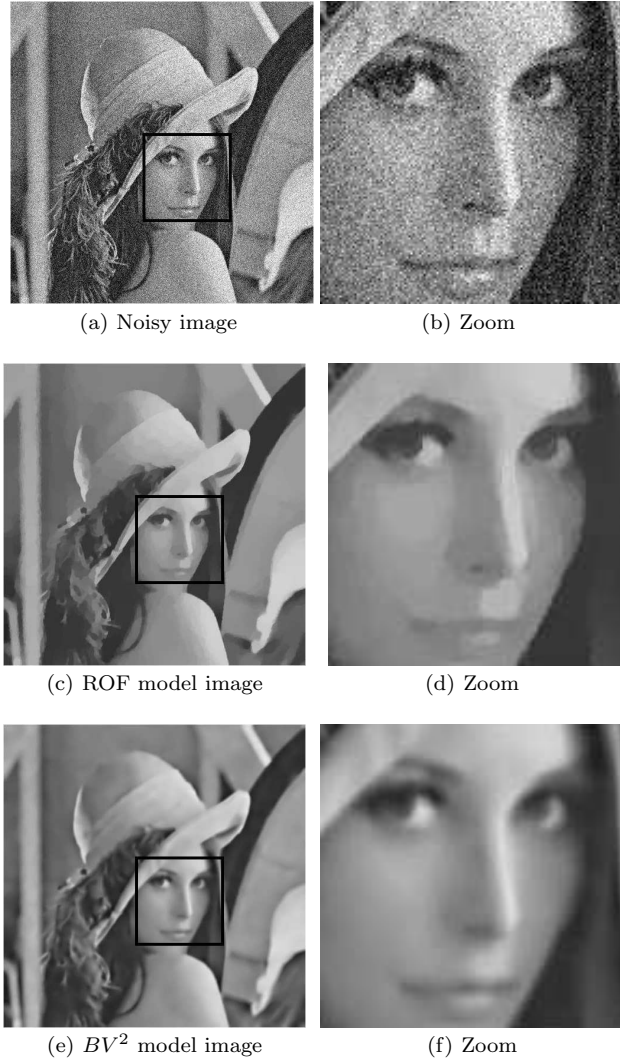 (a) Noisy image
(b) Zoom
(c) ROF model image
(d) Zoom
(e) BV² model image
(f) Zoom